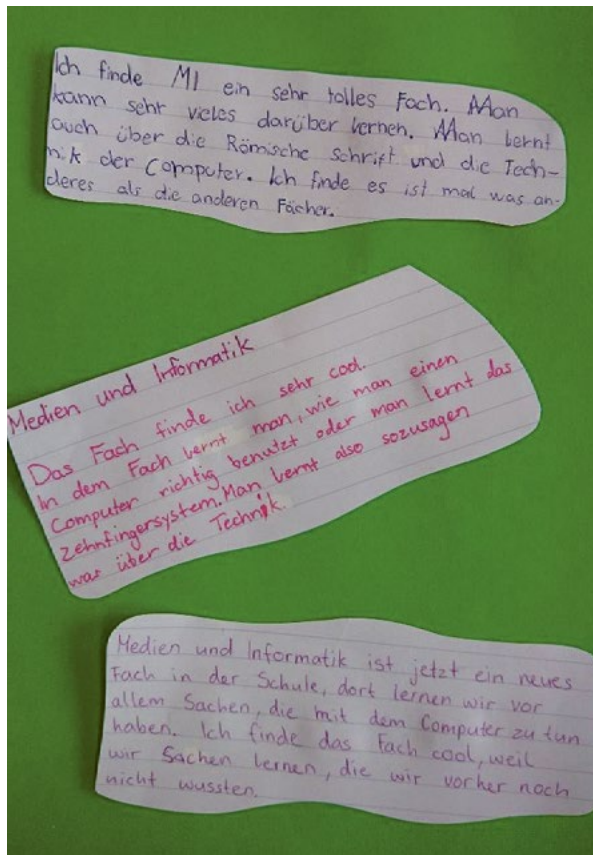 Ich finde MI ein sehr tolles Fach. Man
kann sehr vieles darüber lernen. Man lernt
auch über die Römische Schrift und die Tech-
nik der Computer. Ich finde es ist mal was an-
deres als die anderen Fächer.
Medien und Informatik
Das Fach finde ich sehr cool.
In dem Fach lernt man, wie man einen
Computer richtig benutzt oder man lernt das
Zehnfingersystem. Man lernt also sozusagen
was über die Technik.
Medien und Informatik ist jetzt ein neues
Fach in der Schule, dort lernen wir vor
allem Sachen, die mit dem Computer zu tun
haben. Ich finde das Fach cool, weil
wir Sachen lernen, die wir vorher noch
nicht wussten.